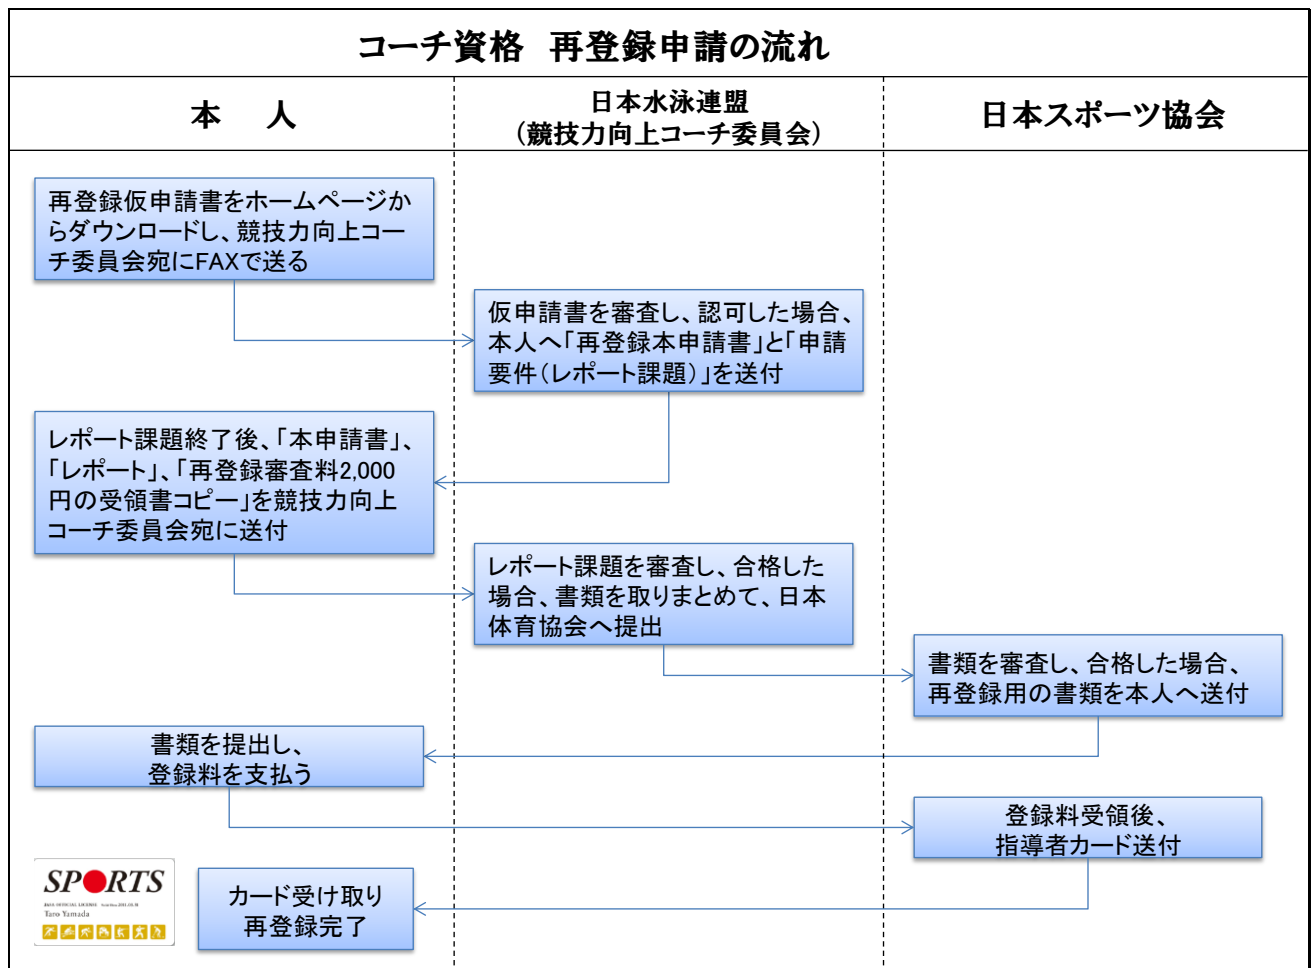 コーチ資格 再登録申請の流れ
本 人
日本水泳連盟
(競技力向上コーチ委員会)
日本スポーツ協会
再登録仮申請書をホームページか
らダウンロードし、競技力向上コー
チ委員会宛にFAXで送る
仮申請書を審査し、認可した場合、
本人へ「再登録本申請書」と「申請
要件(レポート課題)」を送付
レポート課題終了後、「本申請書」、
「レポート」、「再登録審査料2,000
円の受領書コピー」を競技力向上
コーチ委員会宛に送付
レポート課題を審査し、合格した
場合、書類を取りまとめて、日本
体育協会へ提出
書類を審査し、合格した場合、
再登録用の書類を本人へ送付
書類を提出し、
登録料を支払う
登録料受領後、
指導者カード送付
SPORTS
Taro Yamada
カード受け取り
再登録完了